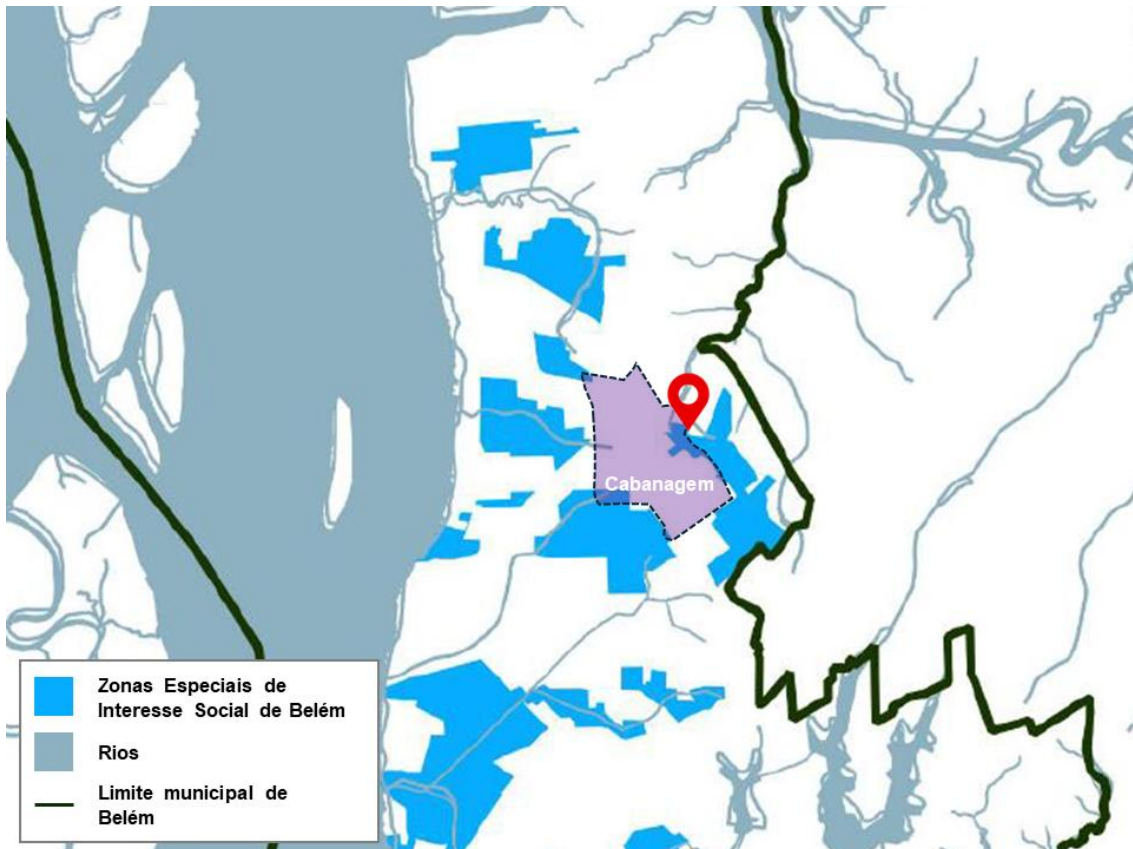 Cabanagem
Zonas Especiais de
Interesse Social de Belém
Rios
Limite municipal de
Belém